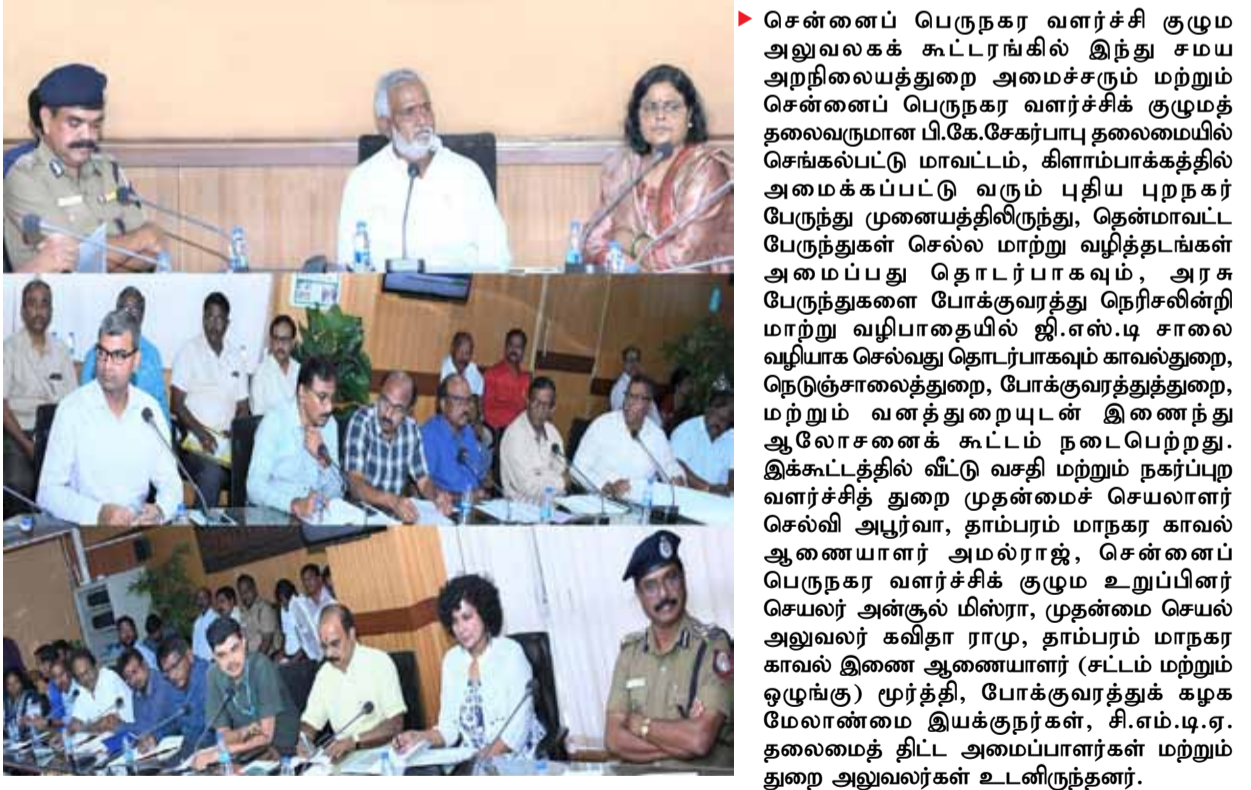 சென்னைப் பெருநகர வளர்ச்சி குழும
அலுவலகக் கூட்டரங்கில் இந்து சமய
அறநிலையத்துறை அமைச்சரும் மற்றும்
சென்னைப் பெருநகர வளர்ச்சிக் குழுமத்
தலைவருமான பி.கே.சேகர்பாபு தலைமையில்
செங்கல்பட்டு மாவட்டம், கிளாம்பாக்கத்தில்
அமைக்கப்பட்டு வரும் புதிய புறநகர்
பேருந்து முனையத்திலிருந்து, தென்மாவட்ட
பேருந்துகள் செல்ல மாற்று வழித்தடங்கள்
அமைப்பது தொடர்பாகவும், அரசு
பேருந்துகளை போக்குவரத்து நெரிசலின்றி
மாற்று வழிபாதையில் ஜி.எஸ்.டி சாலை
வழியாக செல்வது தொடர்பாகவும் காவல்துறை,
நெடுஞ்சாலைத்துறை, போக்குவரத்துத்துறை,
மற்றும் வனத்துறையுடன் இணைந்து
ஆலோசனைக் கூட்டம் நடைபெற்றது.
இக்கூட்டத்தில் வீட்டு வசதி மற்றும் நகர்ப்புற
வளர்ச்சித் துறை முதன்மைச் செயலாளர்
செல்வி அபூர்வா, தாம்பரம் மாநகர காவல்
ஆணையாளர் அமல்ராஜ், சென்னைப்
பெருநகர வளர்ச்சிக் குழும உறுப்பினர்
செயலர் அன்சூல் மிஸ்ரா, முதன்மை செயல்
அலுவலர் கவிதா ராமு, தாம்பரம் மாநகர
காவல் இணை ஆணையாளர் (சட்டம் மற்றும்
ஒழுங்கு) மூர்த்தி, போக்குவரத்துக் கழக
மேலாண்மை இயக்குநர்கள், சி.எம்.டி.ஏ.
தலைமைத் திட்ட அமைப்பாளர்கள் மற்றும்
துறை அலுவலர்கள் உடனிருந்தனர்.